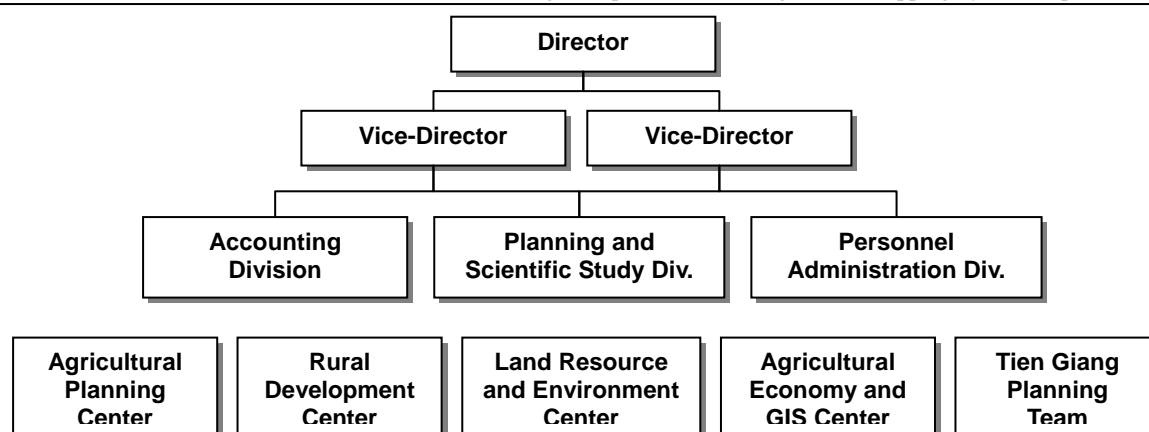 Director
Vice-Director
Vice-Director
Accounting
Division
Planning and
Scientific Study Div.
Personnel
Administration Div.
Agricultural
Planning
Center
Rural
Development
Center
Land Resource
and Environment
Center
Agricultural
Economy and
GIS Center
Tien Giang
Planning
Team